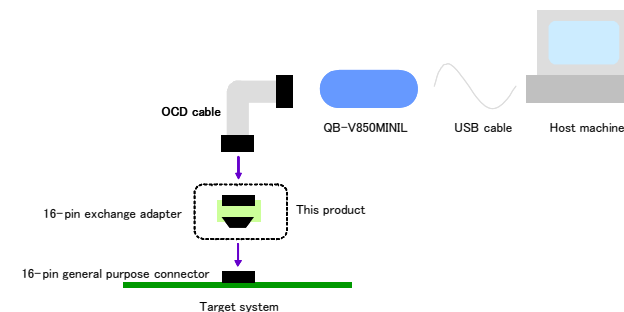 OCD cable
QB-V850MINIL
USB cable
Host machine
16-pin exchange adapter
This product
16-pin general purpose connector
Target system